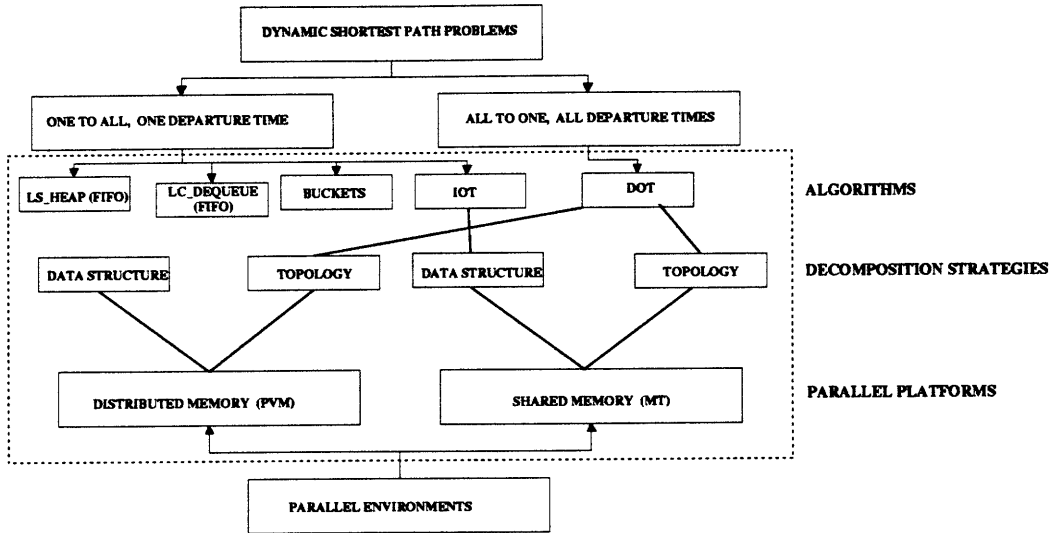 DYNAMIC SHORTEST PATH PROBLEMS
ONE TO ALL, ONE DEPARTURE TIME
ALL TO ONE, ALL DEPARTURE TIMES
LS_HEAP (FIFO)
LC_DEQUEUE
(FIFO)
BUCKETS
IOT
DOT
ALGORITHMS
DATA STRUCTURE
TOPOLOGY
DATA STRUCTURE
TOPOLOGY
DECOMPOSITION STRATEGIES
DISTRIBUTED MEMORY (PVM)
SHARED MEMORY (MT)
PARALLEL PLATFORMS
PARALLEL ENVIRONMENTS